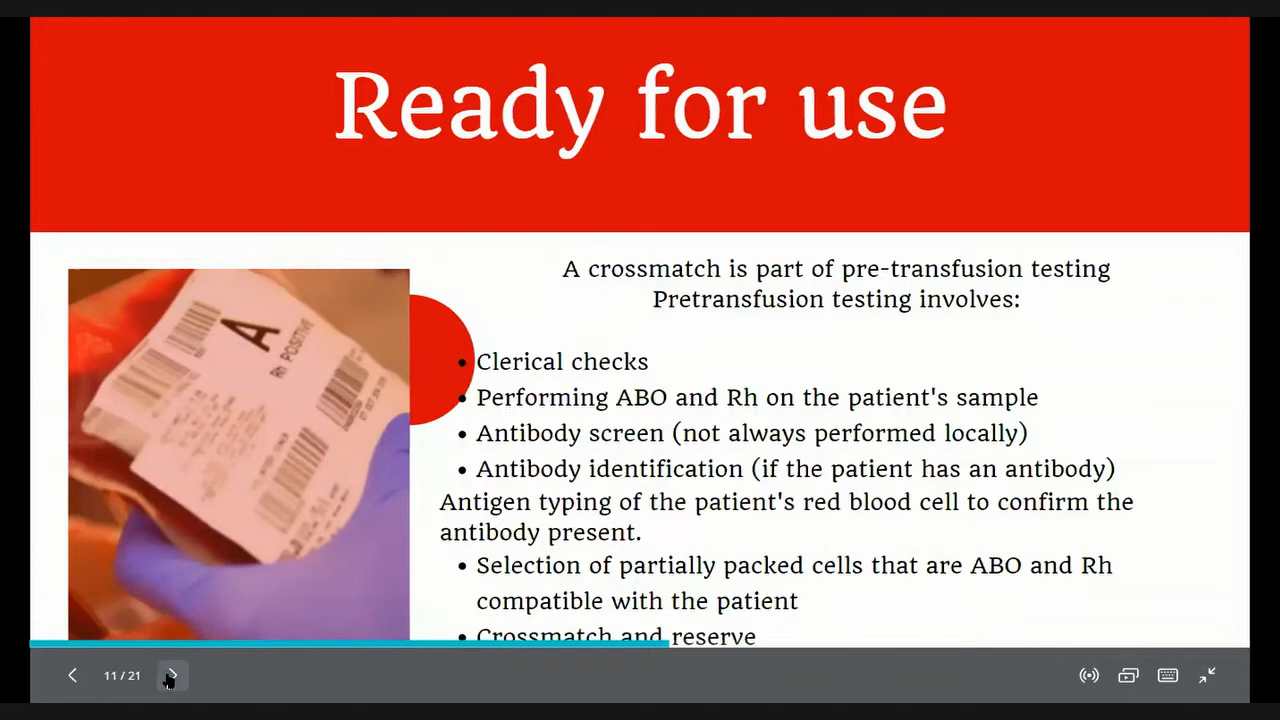 Ready for use
A
Rh POSITIVE
A crossmatch is part of pre-transfusion testing
Pretransfusion testing involves:
• Clerical checks
• Performing ABO and Rh on the patient's sample
• Antibody screen (not always performed locally)
• Antibody identification (if the patient has an antibody)
Antigen typing of the patient's red blood cell to confirm the
antibody present.
• Selection of partially packed cells that are ABO and Rh
compatible with the patient
• Crossmatch and reserve
11 / 21